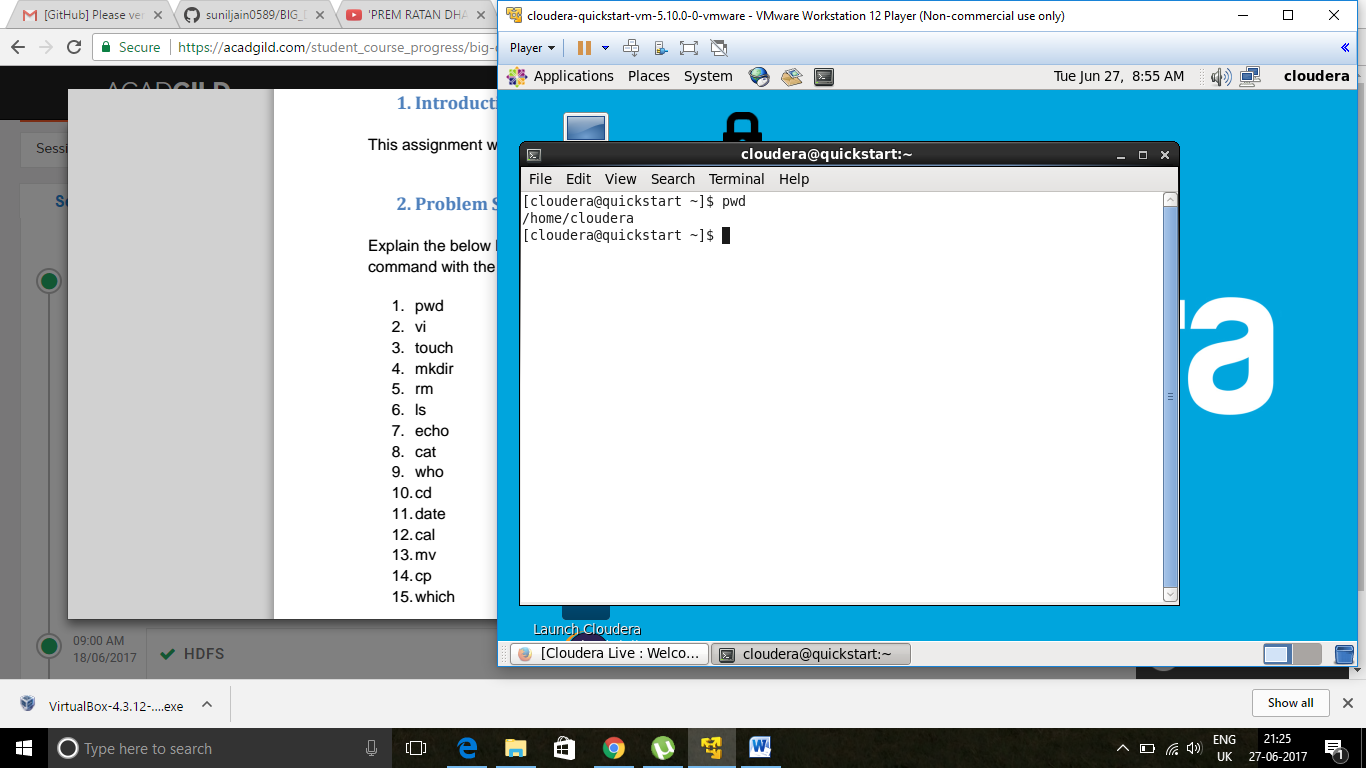 [GitHub] Please ve
suniljain0589/BIG_
'PREM RATAN DHA
Secure
https://acadgild.com/student_course_progress/big-
ACADGILD
Sessi
1. Introducti
This assignment w
2. Problem S
Explain the below
command with the
1. pwd
2. vi
3. touch
4. mkdir
5. rm
6. ls
7. echo
8. cat
9. who
10. cd
11. date
12. cal
13. mv
14. cp
15. which
09:00 AM
18/06/2017
HDFS
cloudera-quickstart-vm-5.10.0-0-vmware - VMware Workstation 12 Player (Non-commercial use only)
Player
Applications Places System
Tue Jun 27, 8:55 AM
cloudera
cloudera@quickstart:~
File Edit View Search Terminal Help
[cloudera@quickstart ~]$ pwd
/home/cloudera
[cloudera@quickstart ~]$
ra
Launch Cloudera
[Cloudera Live : Welco...
cloudera@quickstart:~
VirtualBox-4.3.12-....exe
Show all
Type here to search
ENG
UK
21:25
27-06-2017
1